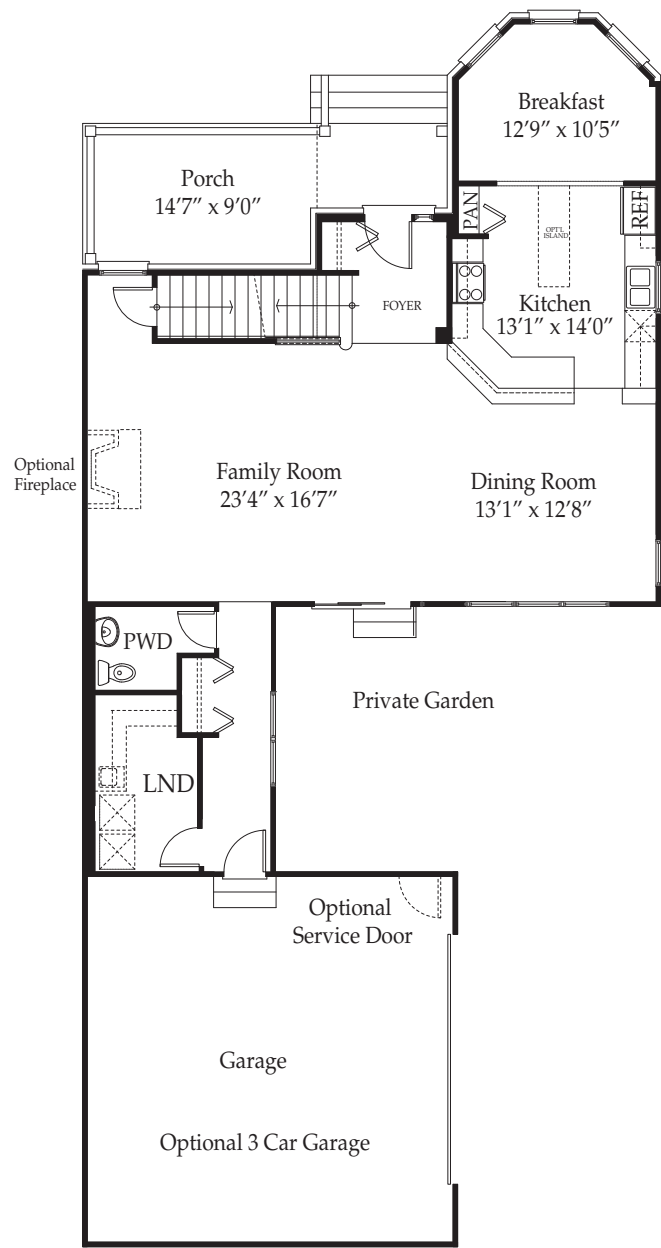 Breakfast
12’9” x 10’5”
Porch
14’7” x 9’0”
PAN
REF
OPT'L
ISLAND
FOYER
Kitchen
13’1” x 14’0”
Optional
Fireplace
Family Room
23’4” x 16’7”
Dining Room
13’1” x 12’8”
PWD
Private Garden
LND
Optional
Service Door
Garage
Optional 3 Car Garage